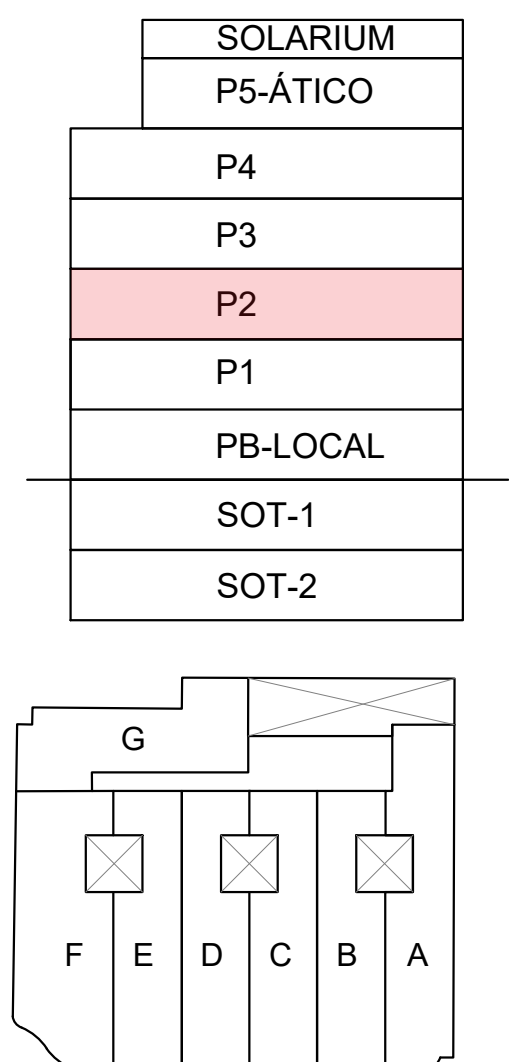 SOLARIUM
P5-ÁTICO
P4
P3
P2
P1
PB-LOCAL
SOT-1
SOT-2
G
F E D C B A